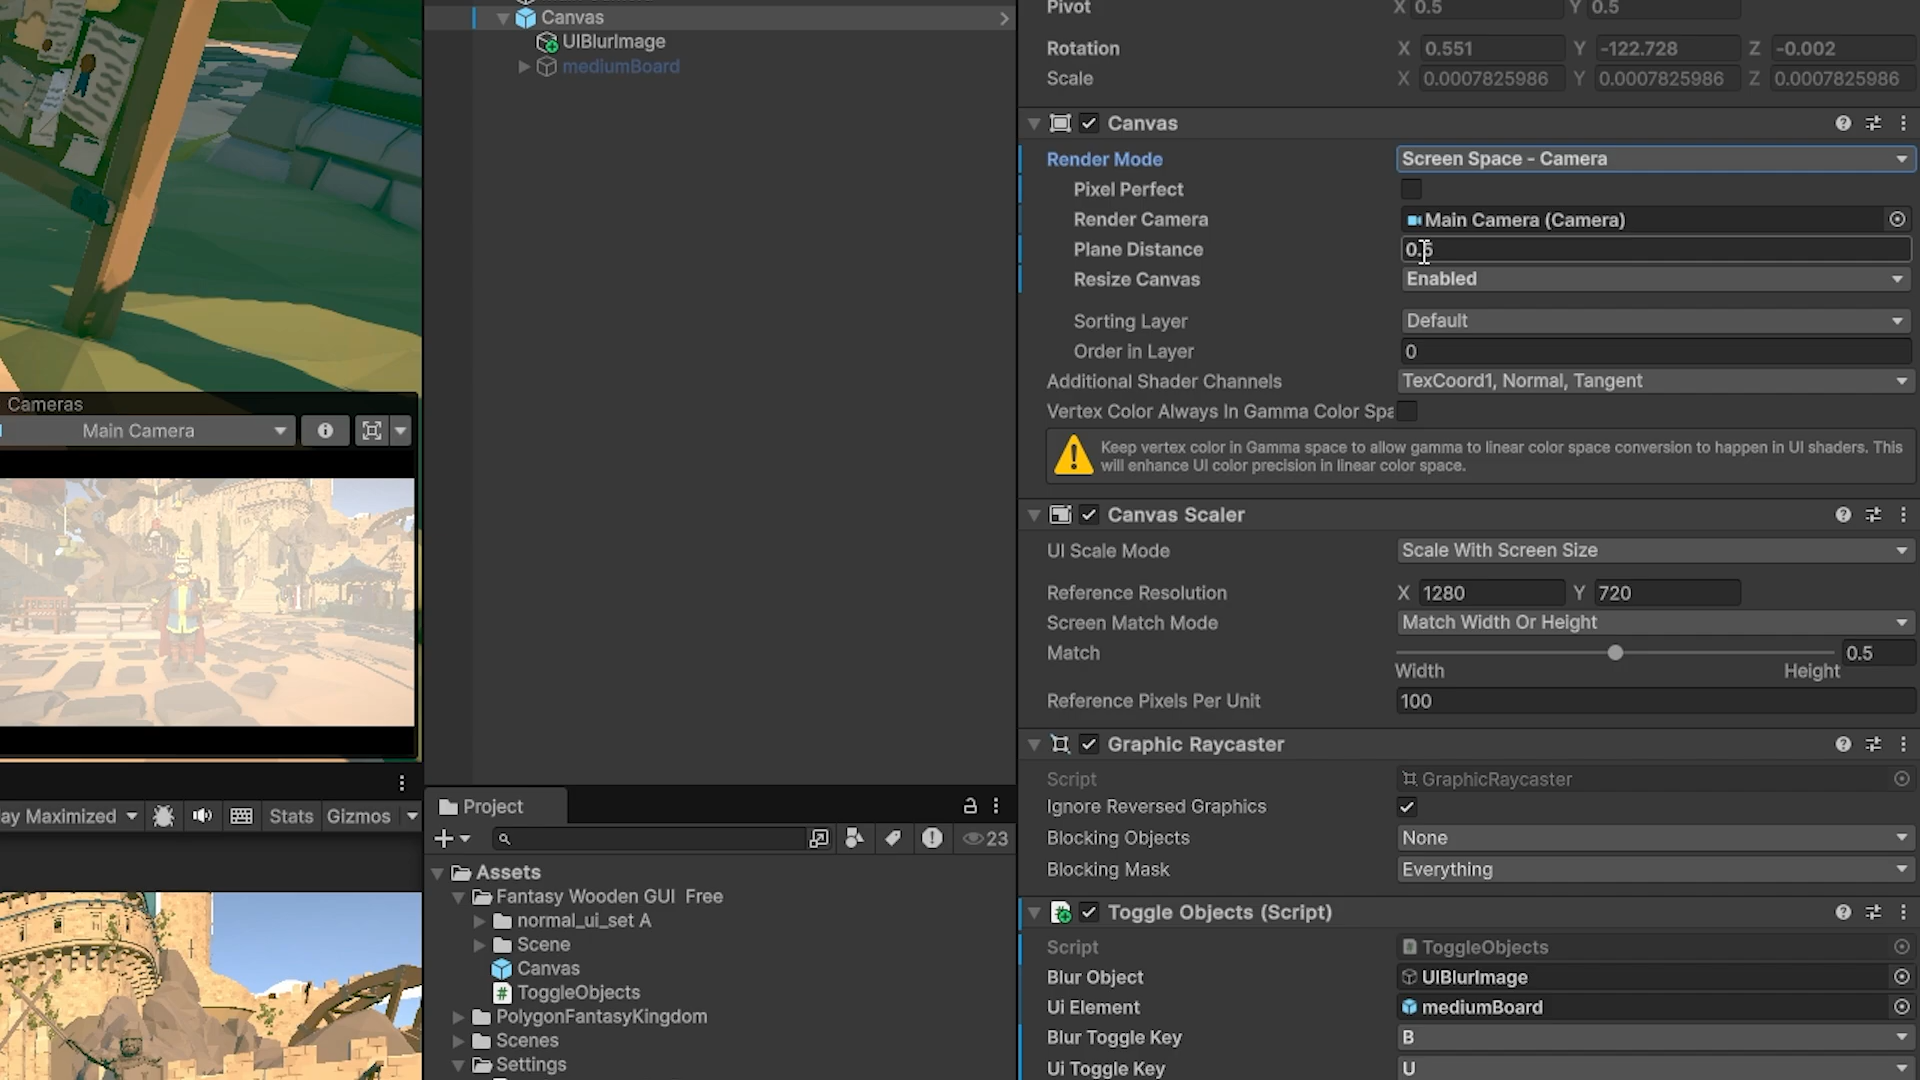 Canvas
UIBlurImage
mediumBoard
Cameras
Main Camera
ay Maximized
Stats
Gizmos
Project
23
Assets
Fantasy Wooden GUI Free
normal_ui_set A
Scene
Canvas
ToggleObjects
PolygonFantasyKingdom
Scenes
Settings
Pivot X 0.5 Y 0.5
Rotation X 0.551 Y -122.728 Z -0.002
Scale X 0.0007825986 Y 0.0007825986 Z 0.0007825986
Canvas
Render Mode Screen Space - Camera
Pixel Perfect
Render Camera Main Camera (Camera)
Plane Distance
Resize Canvas Enabled
Sorting Layer Default
Order in Layer 0
Additional Shader Channels TexCoord1, Normal, Tangent
Vertex Color Always In Gamma Color Spa
Keep vertex color in Gamma space to allow gamma to linear color space conversion to happen in UI shaders. This
will enhance UI color precision in linear color space.
Canvas Scaler
UI Scale Mode Scale With Screen Size
Reference Resolution X 1280 Y 720
Screen Match Mode Match Width Or Height
Match 0.5
Width Height
Reference Pixels Per Unit 100
Graphic Raycaster
Script GraphicRaycaster
Ignore Reversed Graphics
Blocking Objects None
Blocking Mask Everything
Toggle Objects (Script)
Script ToggleObjects
Blur Object UIBlurImage
Ui Element mediumBoard
Blur Toggle Key B
Ui Toggle Key U